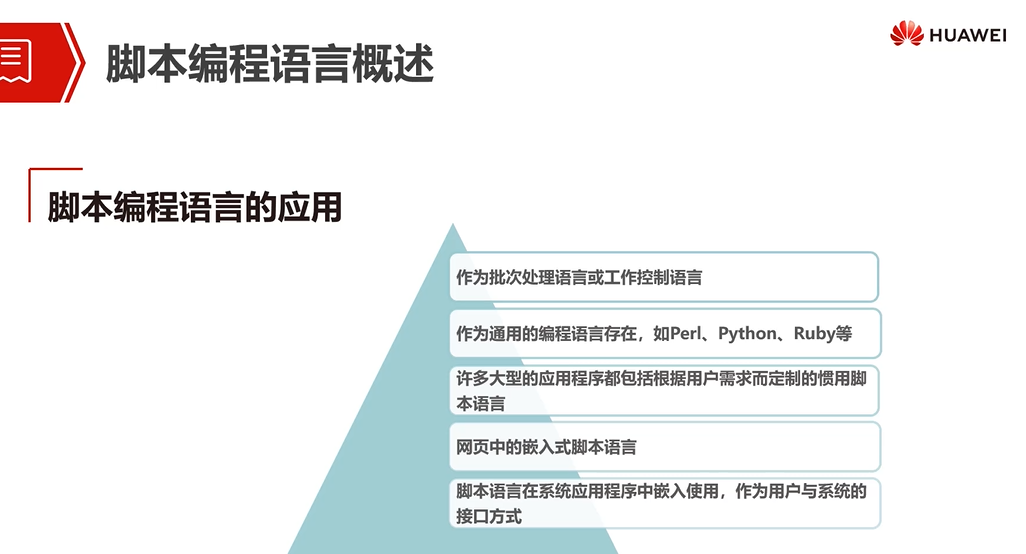 脚本编程语言概述
HUAWEI
脚本编程语言的应用
作为批次处理语言或工作控制语言
作为通用的编程语言存在，如Perl、Python、Ruby等
许多大型的应用程序都包括根据用户需求而定制的惯用脚
本语言
网页中的嵌入式脚本语言
脚本语言在系统应用程序中嵌入使用，作为用户与系统的
接口方式